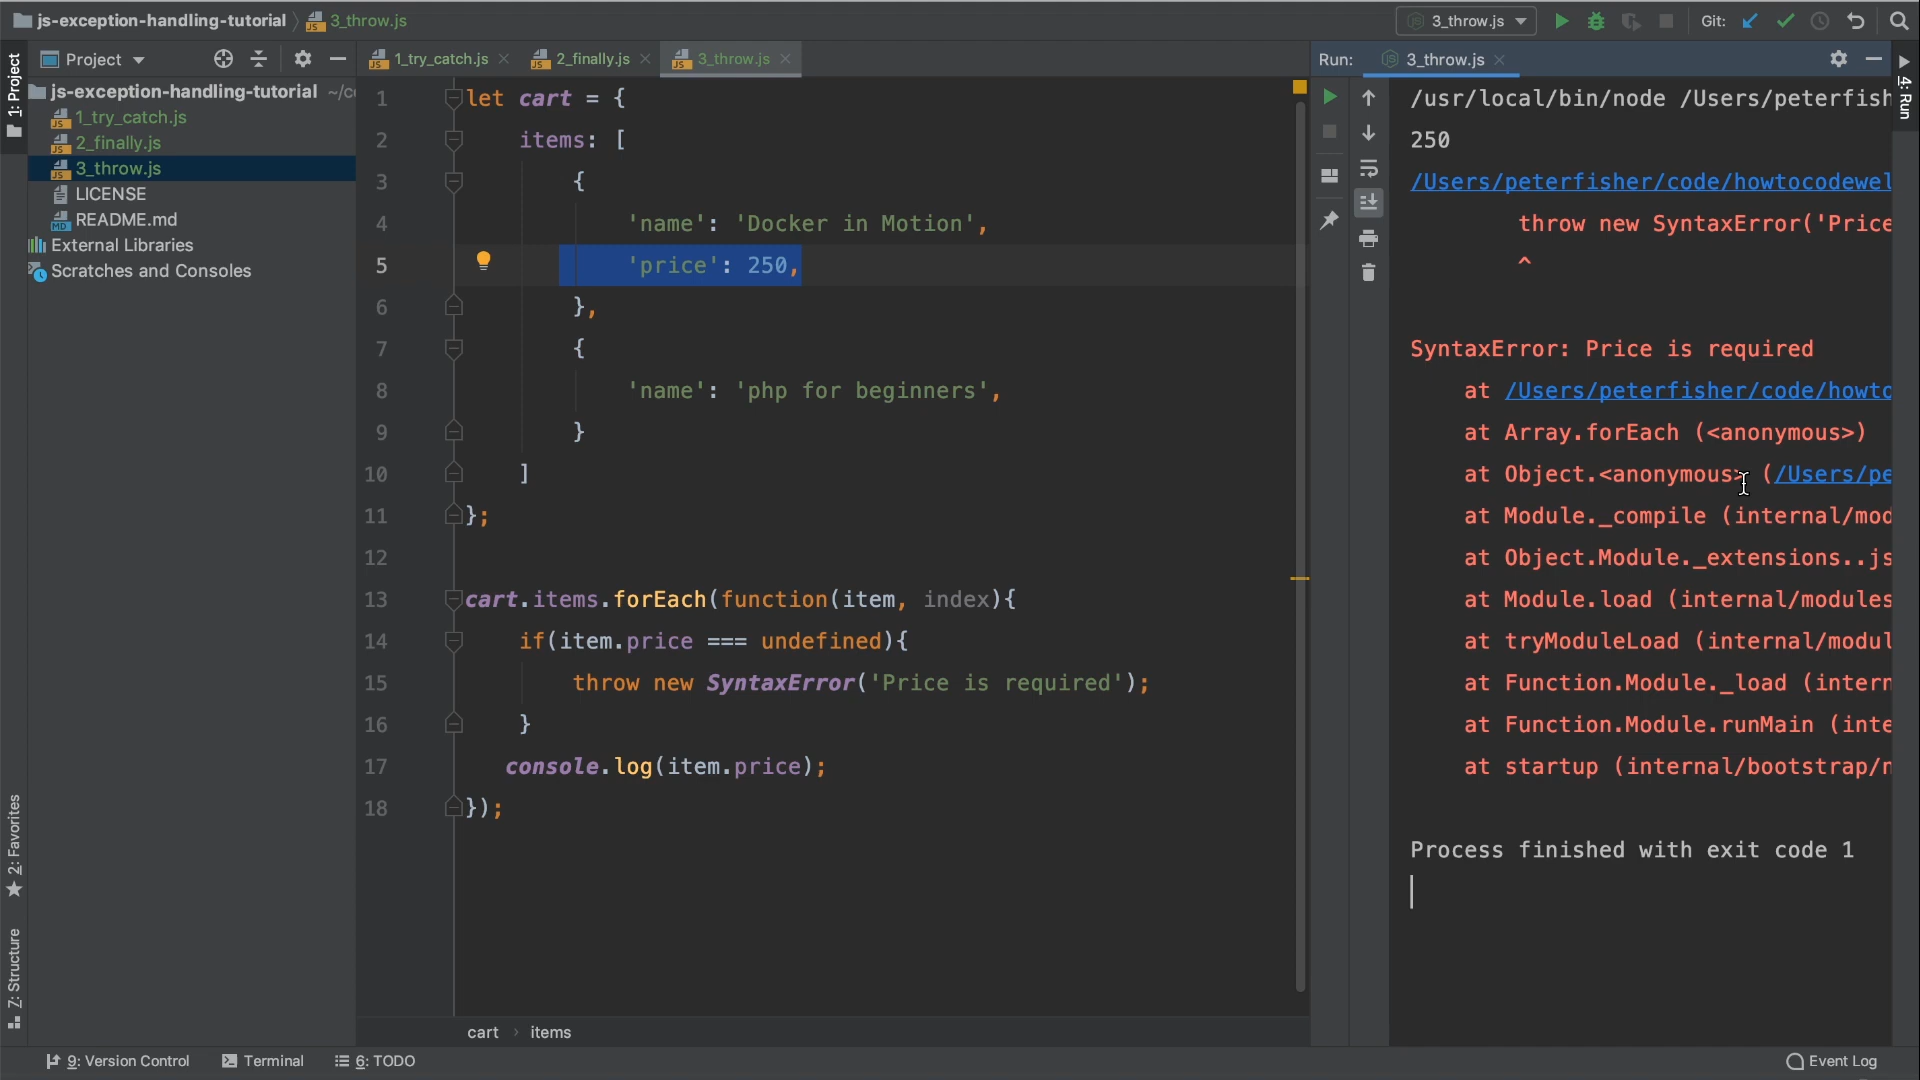 js-exception-handling-tutorial 3_throw.js
3_throw.js
Git:
1: Project
Project
js-exception-handling-tutorial ~/c
1_try_catch.js
2_finally.js
3_throw.js
LICENSE
README.md
External Libraries
Scratches and Consoles
2: Favorites
Z: Structure
1_try_catch.js
2_finally.js
3_throw.js
1 let cart = {
2 items: [
3 {
4 'name': 'Docker in Motion',
5 'price': 250,
6 },
7 {
8 'name': 'php for beginners',
9 }
10 ]
11 };
12
13 cart.items.forEach(function(item, index){
14 if(item.price === undefined){
15 throw new SyntaxError('Price is required');
16 }
17 console.log(item.price);
18 });
cart › items
Run: 3_throw.js
4: Run
/usr/local/bin/node /Users/peterfish
250
/Users/peterfisher/code/howtocodewel
throw new SyntaxError('Price
^
SyntaxError: Price is required
at /Users/peterfisher/code/howto
at Array.forEach (<anonymous>)
at Object.<anonymous> (/Users/pe
at Module._compile (internal/mod
at Object.Module._extensions..js
at Module.load (internal/modules
at tryModuleLoad (internal/modul
at Function.Module._load (intern
at Function.Module.runMain (inte
at startup (internal/bootstrap/n
Process finished with exit code 1
9: Version Control
Terminal
6: TODO
Event Log